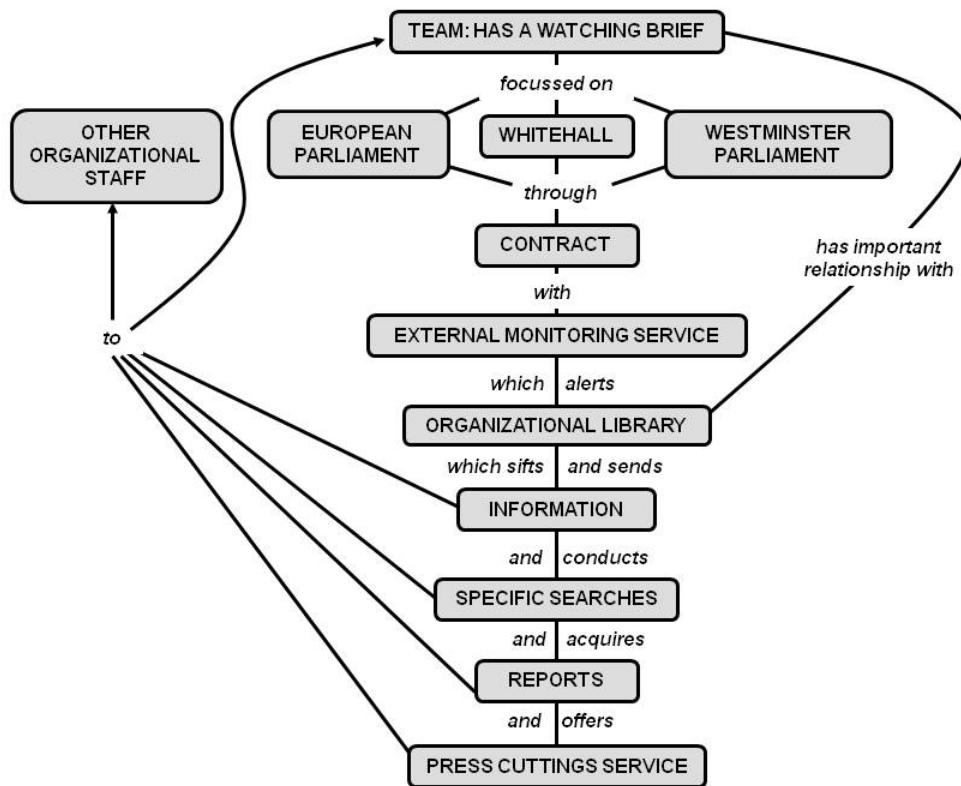 TEAM: HAS A WATCHING BRIEF
focussed on
OTHER
ORGANIZATIONAL
STAFF
EUROPEAN
PARLIAMENT
WHITEHALL
WESTMINSTER
PARLIAMENT
through
CONTRACT
has important
relationship with
with
to
EXTERNAL MONITORING SERVICE
which alerts
ORGANIZATIONAL LIBRARY
which sifts and sends
INFORMATION
and conducts
SPECIFIC SEARCHES
and acquires
REPORTS
and offers
PRESS CUTTINGS SERVICE